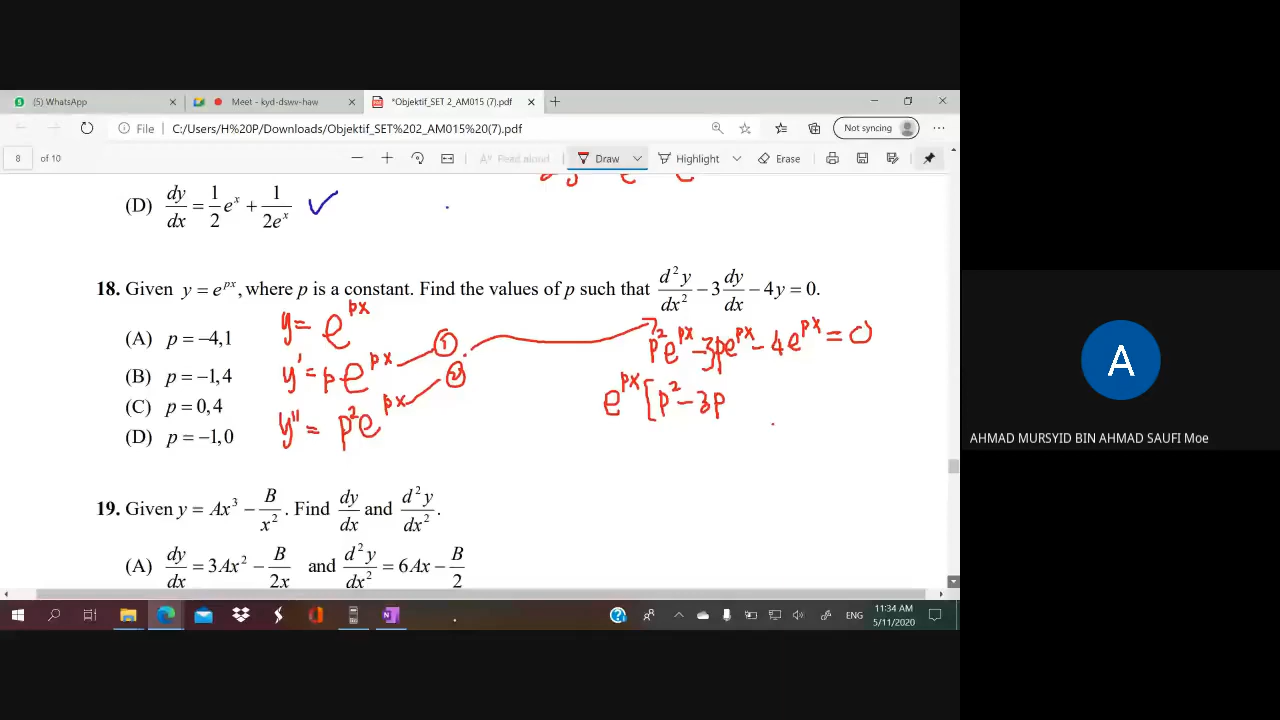 (5) WhatsApp
Meet - kyd-dswv-haw
*Objektif_SET 2_AM015 (7).pdf
File C:/Users/H%20P/Downloads/Objektif_SET%202_AM015%20(7).pdf
Not syncing
8 of 10
Read aloud
Draw
Highlight
Erase
(D) dy/dx = 1/2 eˣ + 1/(2eˣ) ✓
18. Given y = e^{px}, where p is a constant. Find the values of p such that d²y/dx² − 3 dy/dx − 4y = 0.
(A) p = −4,1
(B) p = −1,4
(C) p = 0,4
(D) p = −1,0
y = e^{px}
y' = pe^{px} ①
y'' = p²e^{px} ②
p²e^{px} − 3pe^{px} − 4e^{px} = 0
e^{px} [p² − 3p
19. Given y = Ax³ − B/x². Find dy/dx and d²y/dx².
(A) dy/dx = 3Ax² − B/2x and d²y/dx² = 6Ax − B/2
A
AHMAD MURSYID BIN AHMAD SAUFI Moe
ENG
11:34 AM
5/11/2020